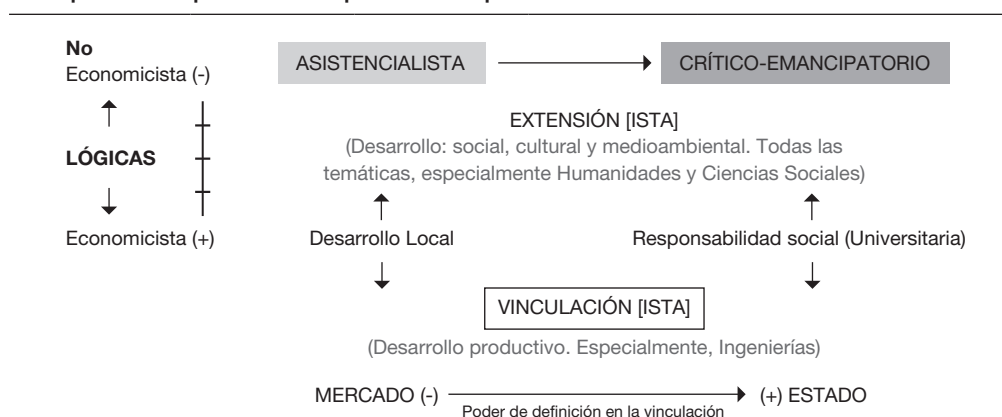 No
Economicista (-)
LÓGICAS
Economicista (+)
ASISTENCIALISTA
CRÍTICO-EMANCIPATORIO
EXTENSIÓN [ISTA]
(Desarrollo: social, cultural y medioambiental. Todas las
temáticas, especialmente Humanidades y Ciencias Sociales)
Desarrollo Local
Responsabilidad social (Universitaria)
VINCULACIÓN [ISTA]
(Desarrollo productivo. Especialmente, Ingenierías)
MERCADO (-)
(+) ESTADO
Poder de definición en la vinculación